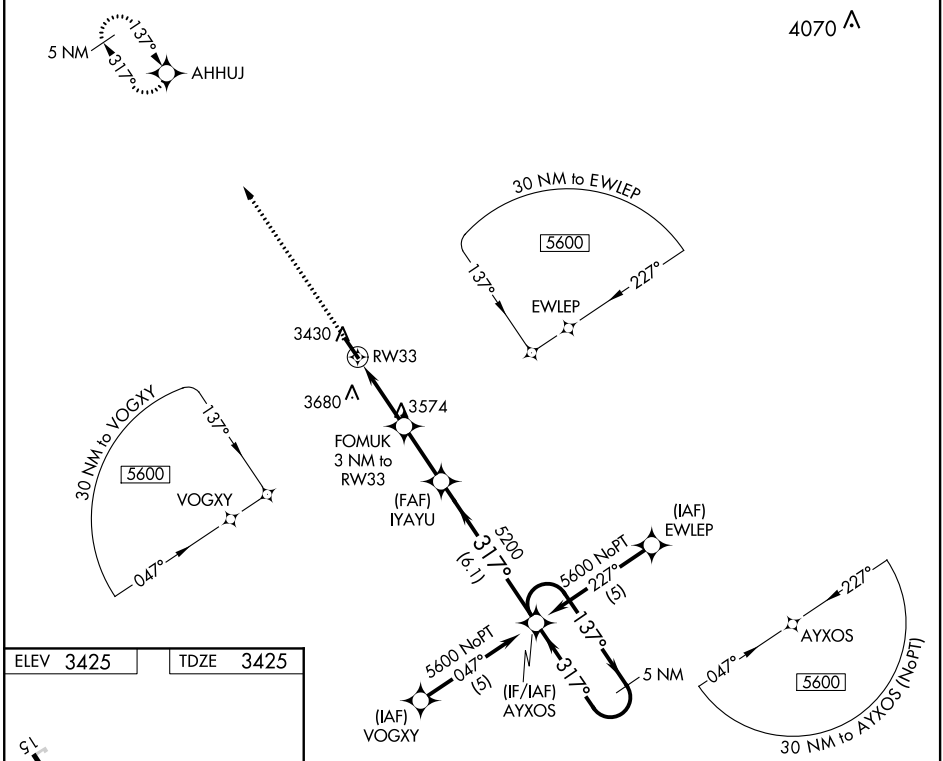 5 NM
137°
317°
AHHUJ
4070
30 NM to EWLEP
5600
137°
227°
EWLEP
3430
RW33
3680
3574
FOMUK
3 NM to
RW33
30 NM to VOGXY
137°
5600
VOGXY
047°
(FAF)
IYAYU
5200
317°
(6.1)
(IAF)
EWLEP
5600 NoPT
227°
(5)
137°
317°
5 NM
5600 NoPT
047°
(5)
(IF/IAF)
AYXOS
(IAF)
VOGXY
227°
AYXOS
047°
5600
30 NM to AYXOS (NoPT)
ELEV 3425
TDZE 3425
15